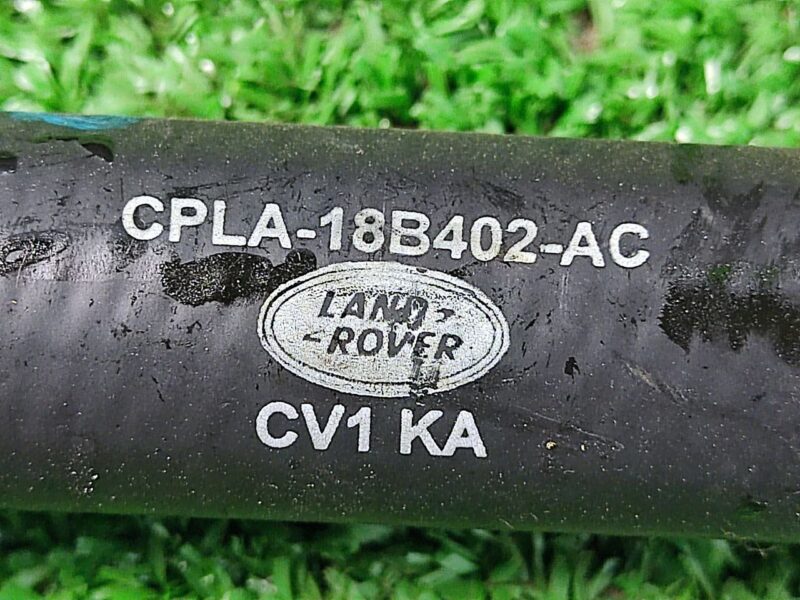 CPLA-18B402-AC
LAND
ROVER
CV1 KA